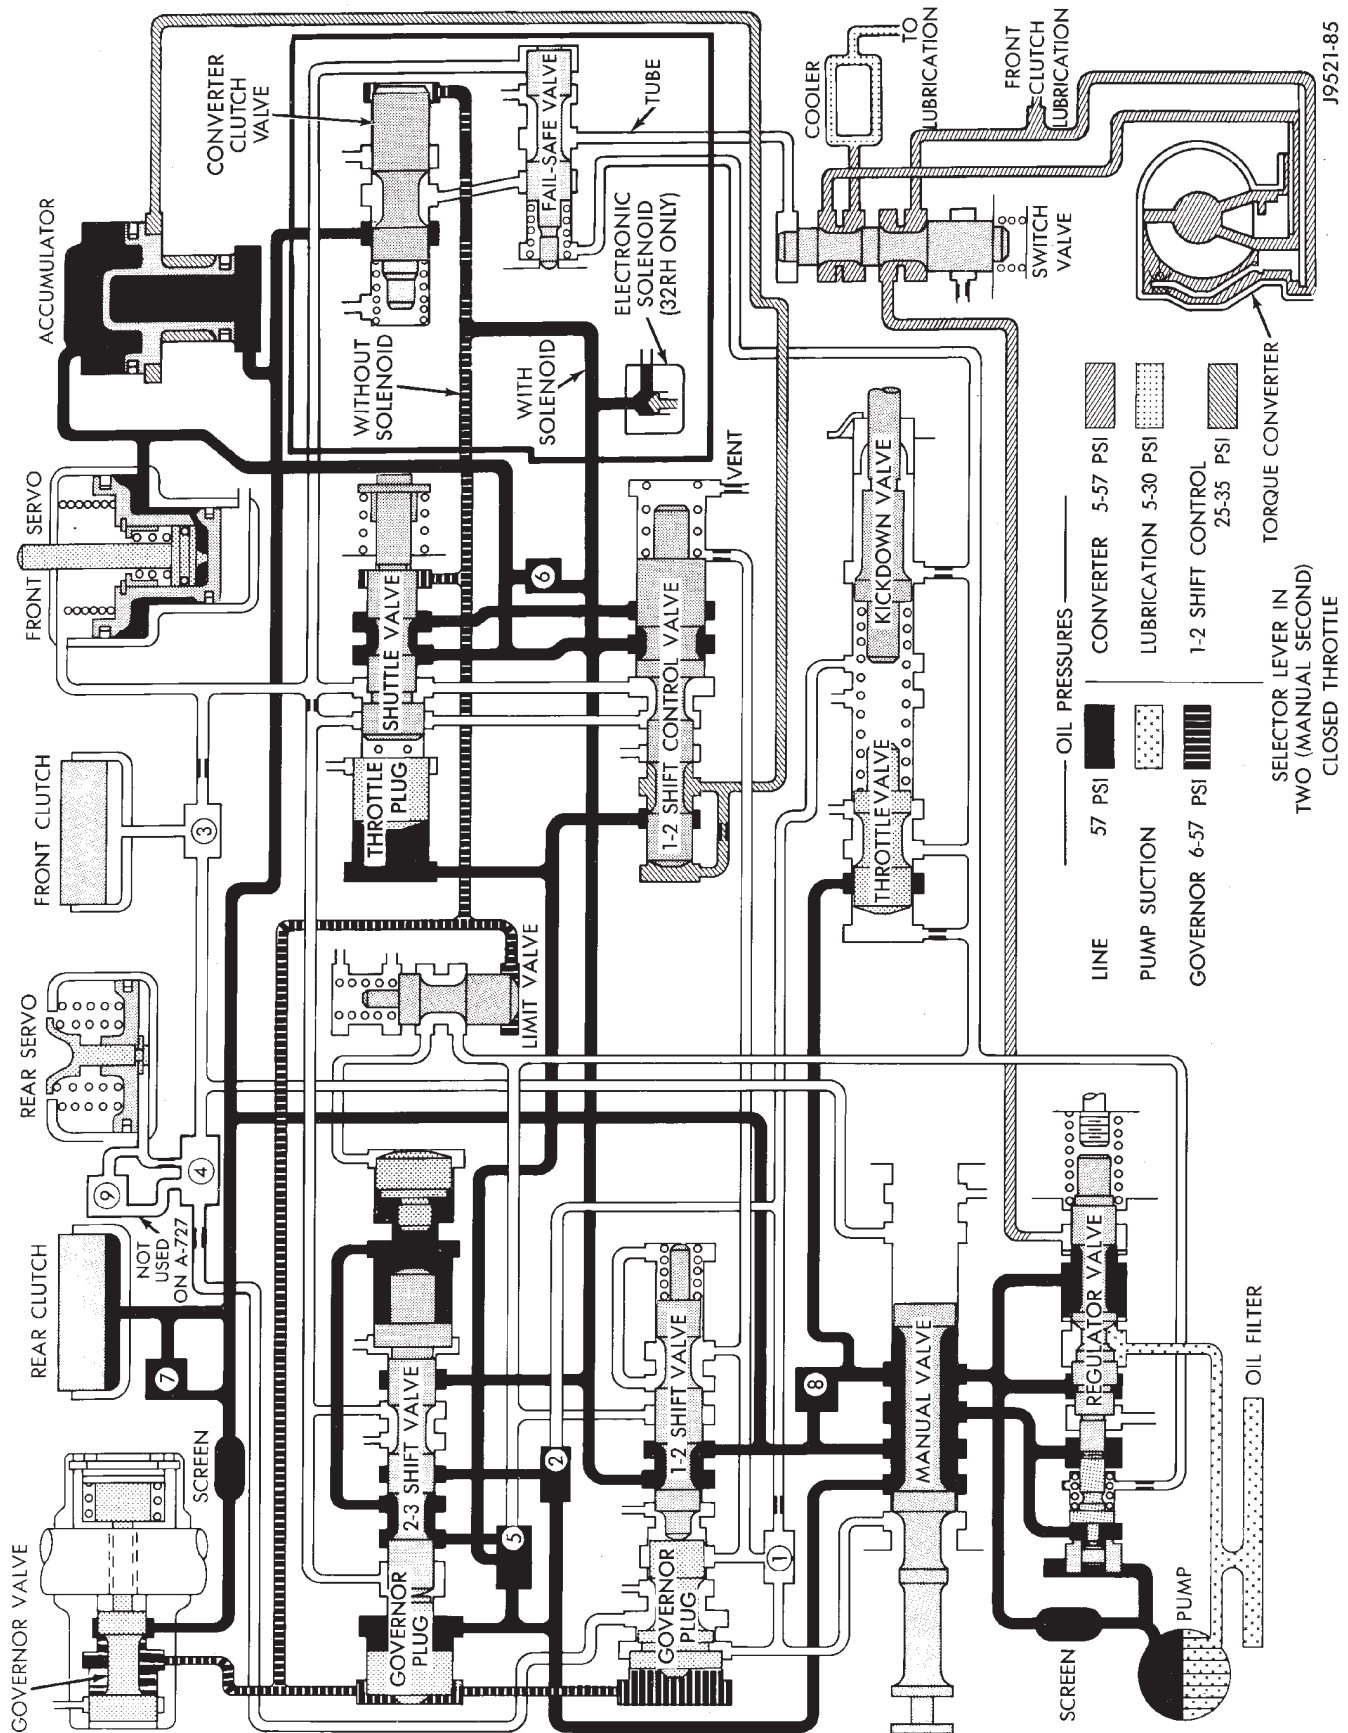 GOVERNOR VALVE
SCREEN
REAR CLUTCH
7
NOT
USED
ON A-727
9
4
REAR SERVO
FRONT CLUTCH
3
FRONT SERVO
ACCUMULATOR
CONVERTER
CLUTCH
VALVE
GOVERNOR
PLUG
2-3 SHIFT VALVE
5
2
LIMIT VALVE
THROTTLE
PLUG
SHUTTLE VALVE
6
WITHOUT
SOLENOID
WITH
SOLENOID
ELECTRONIC
SOLENOID
(32RH ONLY)
FAIL-SAFE VALVE
TUBE
GOVERNOR
PLUG
1-2 SHIFT VALVE
1
8
1-2 SHIFT CONTROL VALVE
VENT
MANUAL VALVE
THROTTLE VALVE
KICKDOWN VALVE
SWITCH
VALVE
COOLER
TO
LUBRICATION
FRONT
CLUTCH
LUBRICATION
SCREEN
PUMP
REGULATOR VALVE
OIL FILTER
OIL PRESSURES
LINE 57 PSI
PUMP SUCTION
GOVERNOR 6-57 PSI
CONVERTER 5-57 PSI
LUBRICATION 5-30 PSI
1-2 SHIFT CONTROL
25-35 PSI
TORQUE CONVERTER
SELECTOR LEVER IN
TWO (MANUAL SECOND)
CLOSED THROTTLE
J9521-85